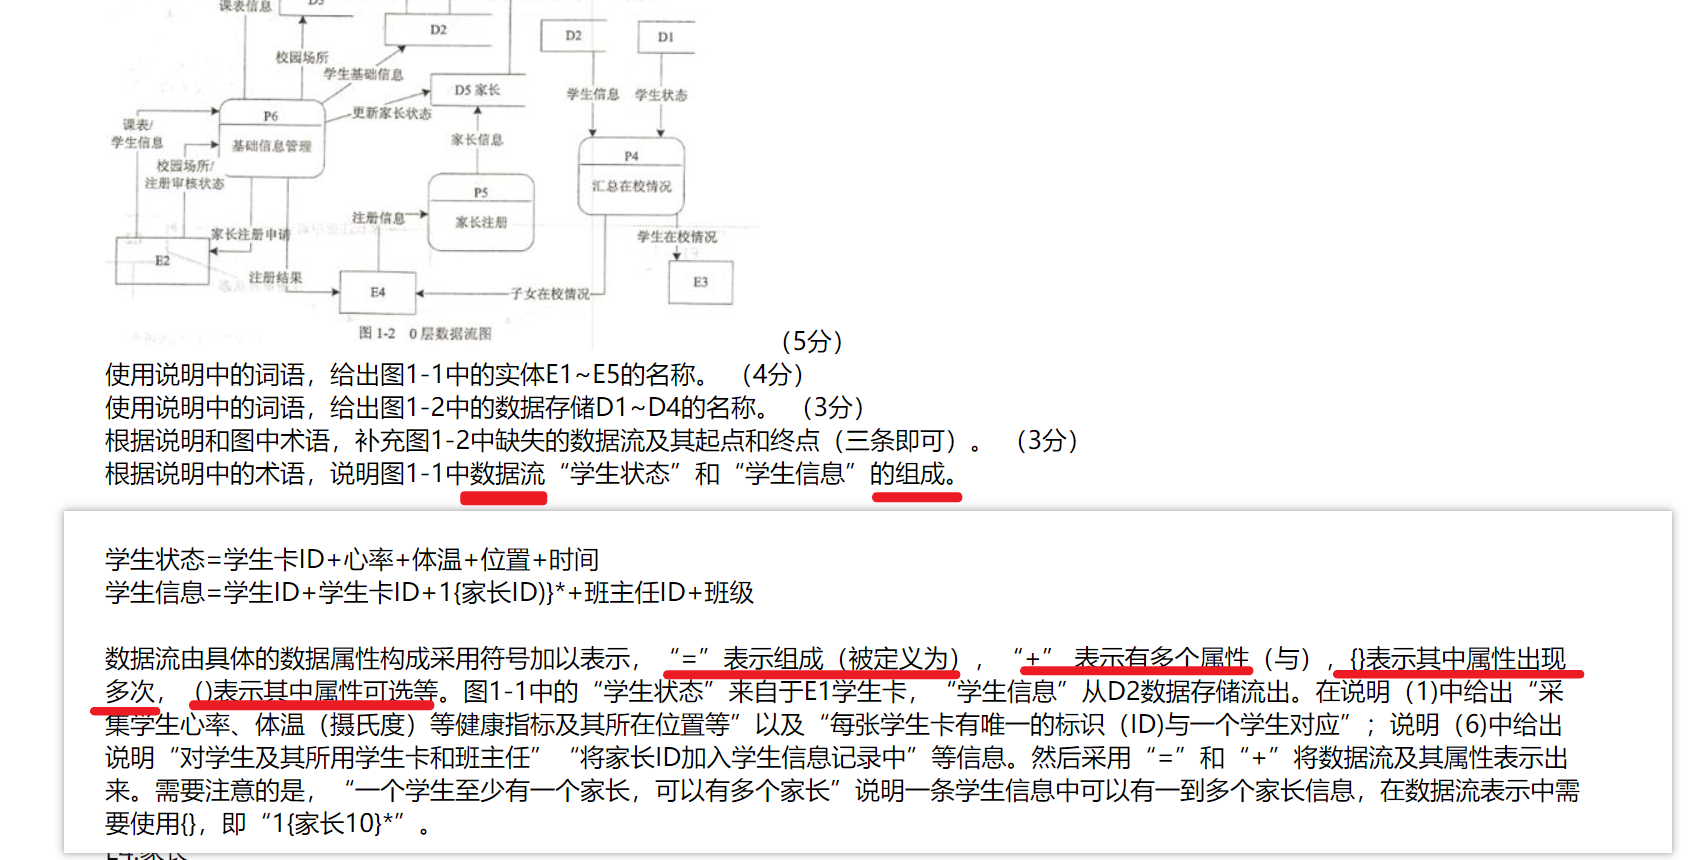 课表信息
D3
D2
D2
D1
校园场所
学生基础信息
D5 家长
学生信息
学生状态
P6
更新家长状态
课表/
学生信息
基础信息管理
家长信息
P4
校园场所/
注册审核状态
汇总在校情况
P5
注册信息
家长注册
家长注册申请
学生在校情况
E2
注册结果
E4
子女在校情况
E3
图 1-2 0 层数据流图
（5分）
使用说明中的词语，给出图1-1中的实体E1~E5的名称。 （4分）
使用说明中的词语，给出图1-2中的数据存储D1~D4的名称。 （3分）
根据说明和图中术语，补充图1-2中缺失的数据流及其起点和终点（三条即可）。 （3分）
根据说明中的术语，说明图1-1中数据流“学生状态”和“学生信息”的组成。
学生状态=学生卡ID+心率+体温+位置+时间
学生信息=学生ID+学生卡ID+1{家长ID)}*+班主任ID+班级
数据流由具体的数据属性构成采用符号加以表示，“=”表示组成（被定义为），“+” 表示有多个属性（与），{}表示其中属性出现
多次，()表示其中属性可选等。图1-1中的“学生状态”来自于E1学生卡，“学生信息”从D2数据存储流出。在说明（1)中给出“采
集学生心率、体温（摄氏度）等健康指标及其所在位置等”以及“每张学生卡有唯一的标识（ID)与一个学生对应”；说明（6)中给出
说明“对学生及其所用学生卡和班主任”“将家长ID加入学生信息记录中”等信息。然后采用“=”和“+”将数据流及其属性表示出
来。需要注意的是，“一个学生至少有一个家长，可以有多个家长”说明一条学生信息中可以有一到多个家长信息，在数据流表示中需
要使用{}，即“1{家长10}*”。
E4:家长